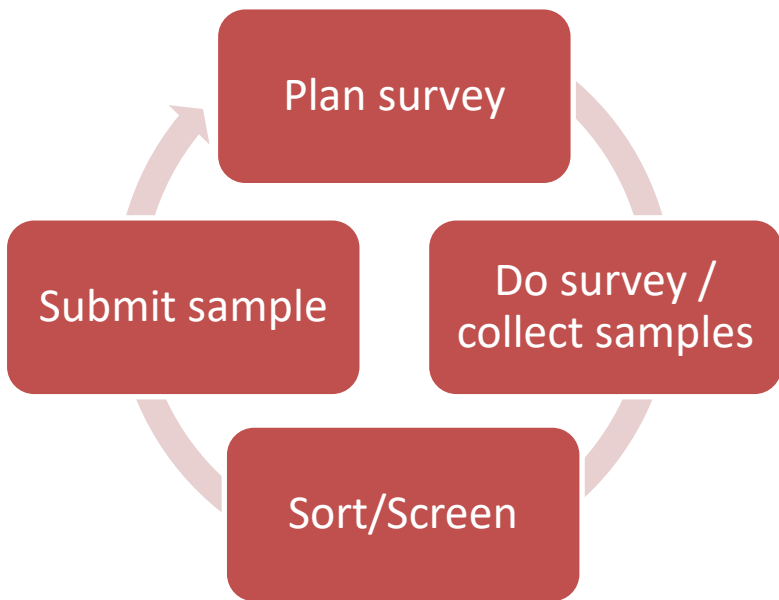 Plan survey
Do survey /
collect samples
Sort/Screen
Submit sample